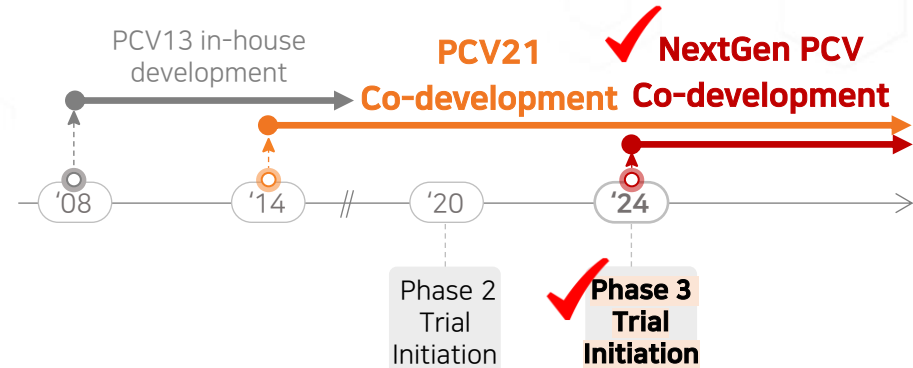 PCV13 in-house
development
PCV21
Co-development
NextGen PCV
Co-development
‘08
‘14
//
‘20
‘24
Phase 2
Trial
Initiation
Phase 3
Trial
Initiation